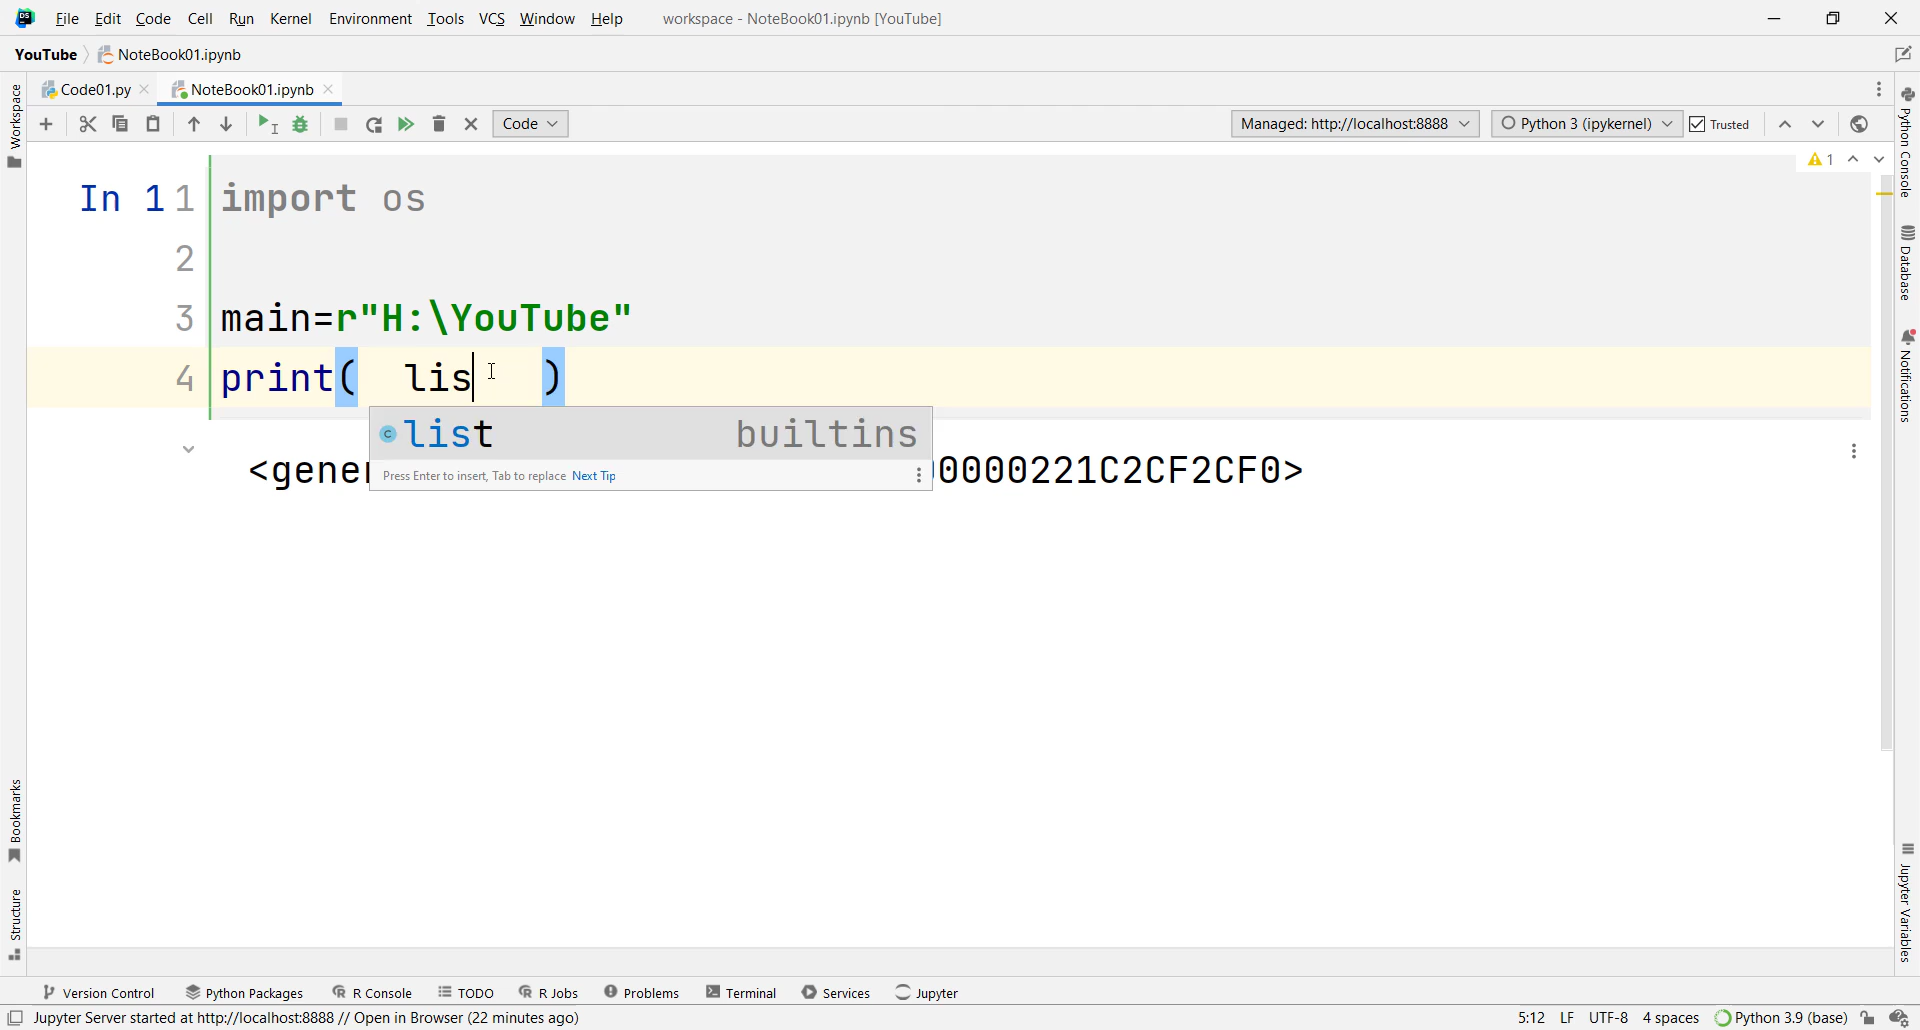 File Edit Code Cell Run Kernel Environment Tools VCS Window Help workspace - NoteBook01.ipynb [YouTube]
YouTube NoteBook01.ipynb
Code01.py NoteBook01.ipynb
Code Managed: http://localhost:8888 Python 3 (ipykernel) Trusted
1
In 1 1 import os
2
3 main=r"H:\YouTube"
4 print( lis )
list builtins
Press Enter to insert, Tab to replace Next Tip
<gener 00000221C2CF2CF0>
Workspace
Bookmarks
Structure
Python Console
Database
Notifications
Jupyter Variables
Version Control Python Packages R Console TODO R Jobs Problems Terminal Services Jupyter
Jupyter Server started at http://localhost:8888 // Open in Browser (22 minutes ago) 5:12 LF UTF-8 4 spaces Python 3.9 (base)